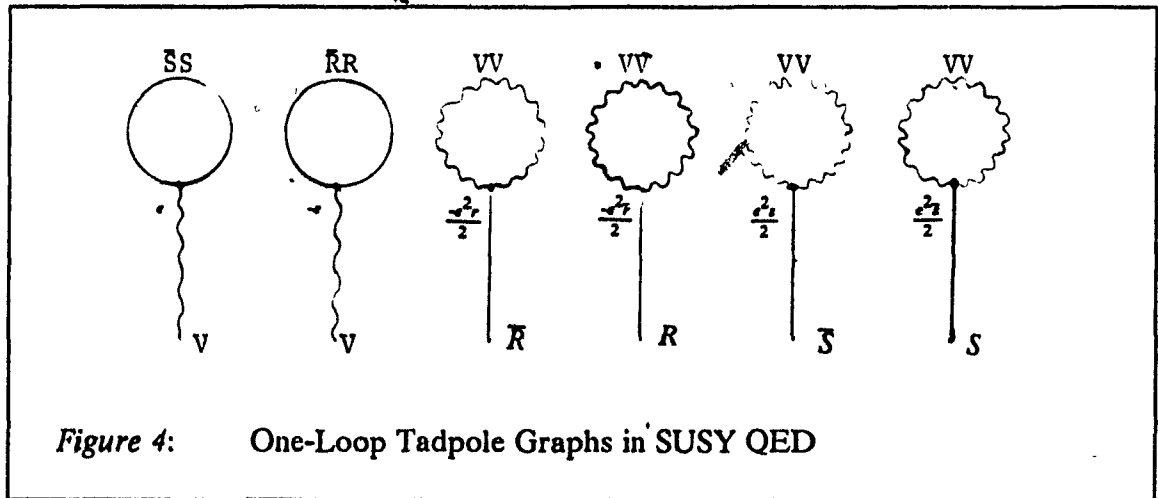 S̄S R̄R VV VV VV VV
e -e -e²r/2 -e²r̄/2 e²s/2 e²s̄/2
V V R̄ R S̄ S
Figure 4: One-Loop Tadpole Graphs in SUSY QED